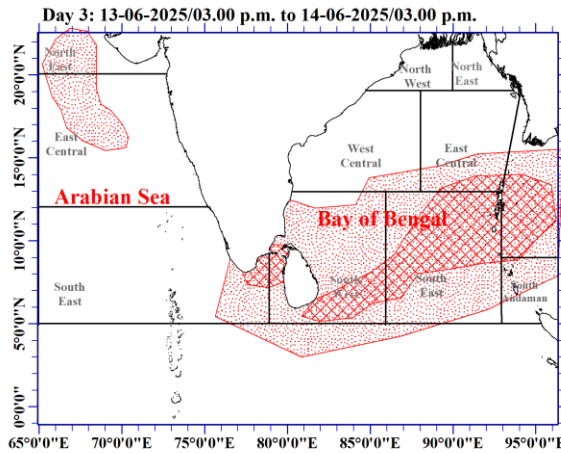 Day 3: 13-06-2025/03.00 p.m. to 14-06-2025/03.00 p.m.
20°0'0"N
15°0'0"N
10°0'0"N
5°0'0"N
0°0'0"
North
East
North
West
North
East
East
Central
West
Central
East
Central
Arabian Sea
Bay of Bengal
South
East
South
West
South
East
South
Andaman
65°0'0"E
70°0'0"E
75°0'0"E
80°0'0"E
85°0'0"E
90°0'0"E
95°0'0"E